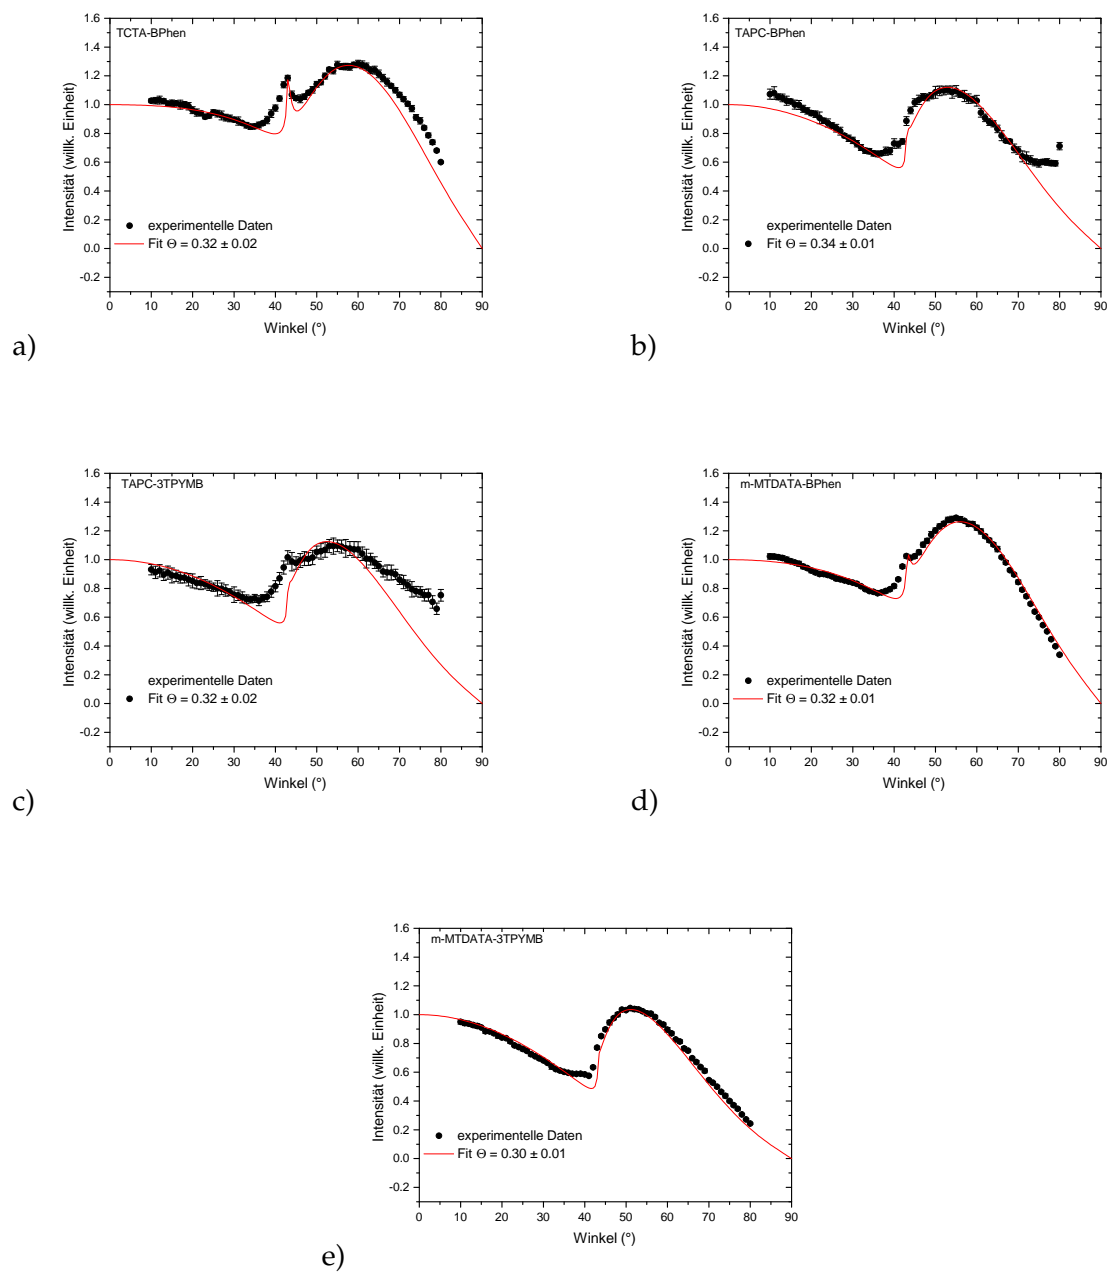 TCTA-BPhen
1.6
1.4
1.2
1.0
0.8
0.6
0.4
0.2
0.0
-0.2
Intensität (willk. Einheit)
experimentelle Daten
Fit Θ = 0.32 ± 0.02
0 10 20 30 40 50 60 70 80 90
Winkel (°)
a)
TAPC-BPhen
1.6
1.4
1.2
1.0
0.8
0.6
0.4
0.2
0.0
-0.2
Intensität (willk. Einheit)
experimentelle Daten
Fit Θ = 0.34 ± 0.01
0 10 20 30 40 50 60 70 80 90
Winkel (°)
b)
TAPC-3TPYMB
1.6
1.4
1.2
1.0
0.8
0.6
0.4
0.2
0.0
-0.2
Intensität (willk. Einheit)
experimentelle Daten
Fit Θ = 0.32 ± 0.02
0 10 20 30 40 50 60 70 80 90
Winkel (°)
c)
m-MTDATA-BPhen
1.6
1.4
1.2
1.0
0.8
0.6
0.4
0.2
0.0
-0.2
Intensität (willk. Einheit)
experimentelle Daten
Fit Θ = 0.32 ± 0.01
0 10 20 30 40 50 60 70 80 90
Winkel (°)
d)
m-MTDATA-3TPYMB
1.6
1.4
1.2
1.0
0.8
0.6
0.4
0.2
0.0
-0.2
Intensität (willk. Einheit)
experimentelle Daten
Fit Θ = 0.30 ± 0.01
0 10 20 30 40 50 60 70 80 90
Winkel (°)
e)